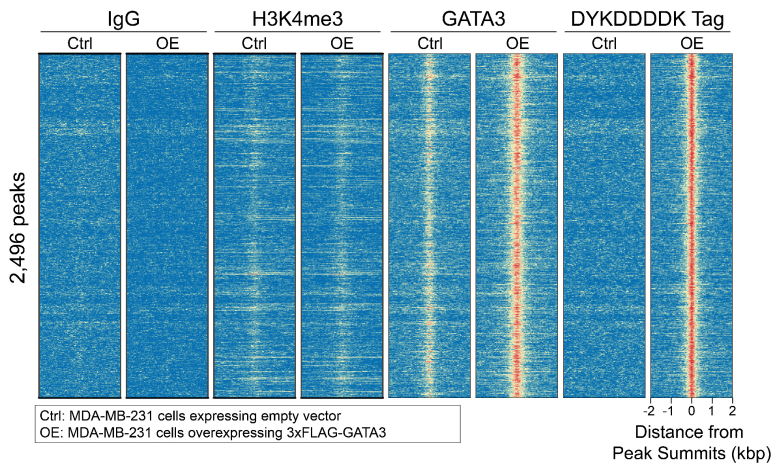 IgG H3K4me3 GATA3 DYKDDDDK Tag
Ctrl OE Ctrl OE Ctrl OE Ctrl OE
2,496 peaks
-2 -1 0 1 2
Ctrl: MDA-MB-231 cells expressing empty vector
OE: MDA-MB-231 cells overexpressing 3xFLAG-GATA3
Distance from
Peak Summits (kbp)